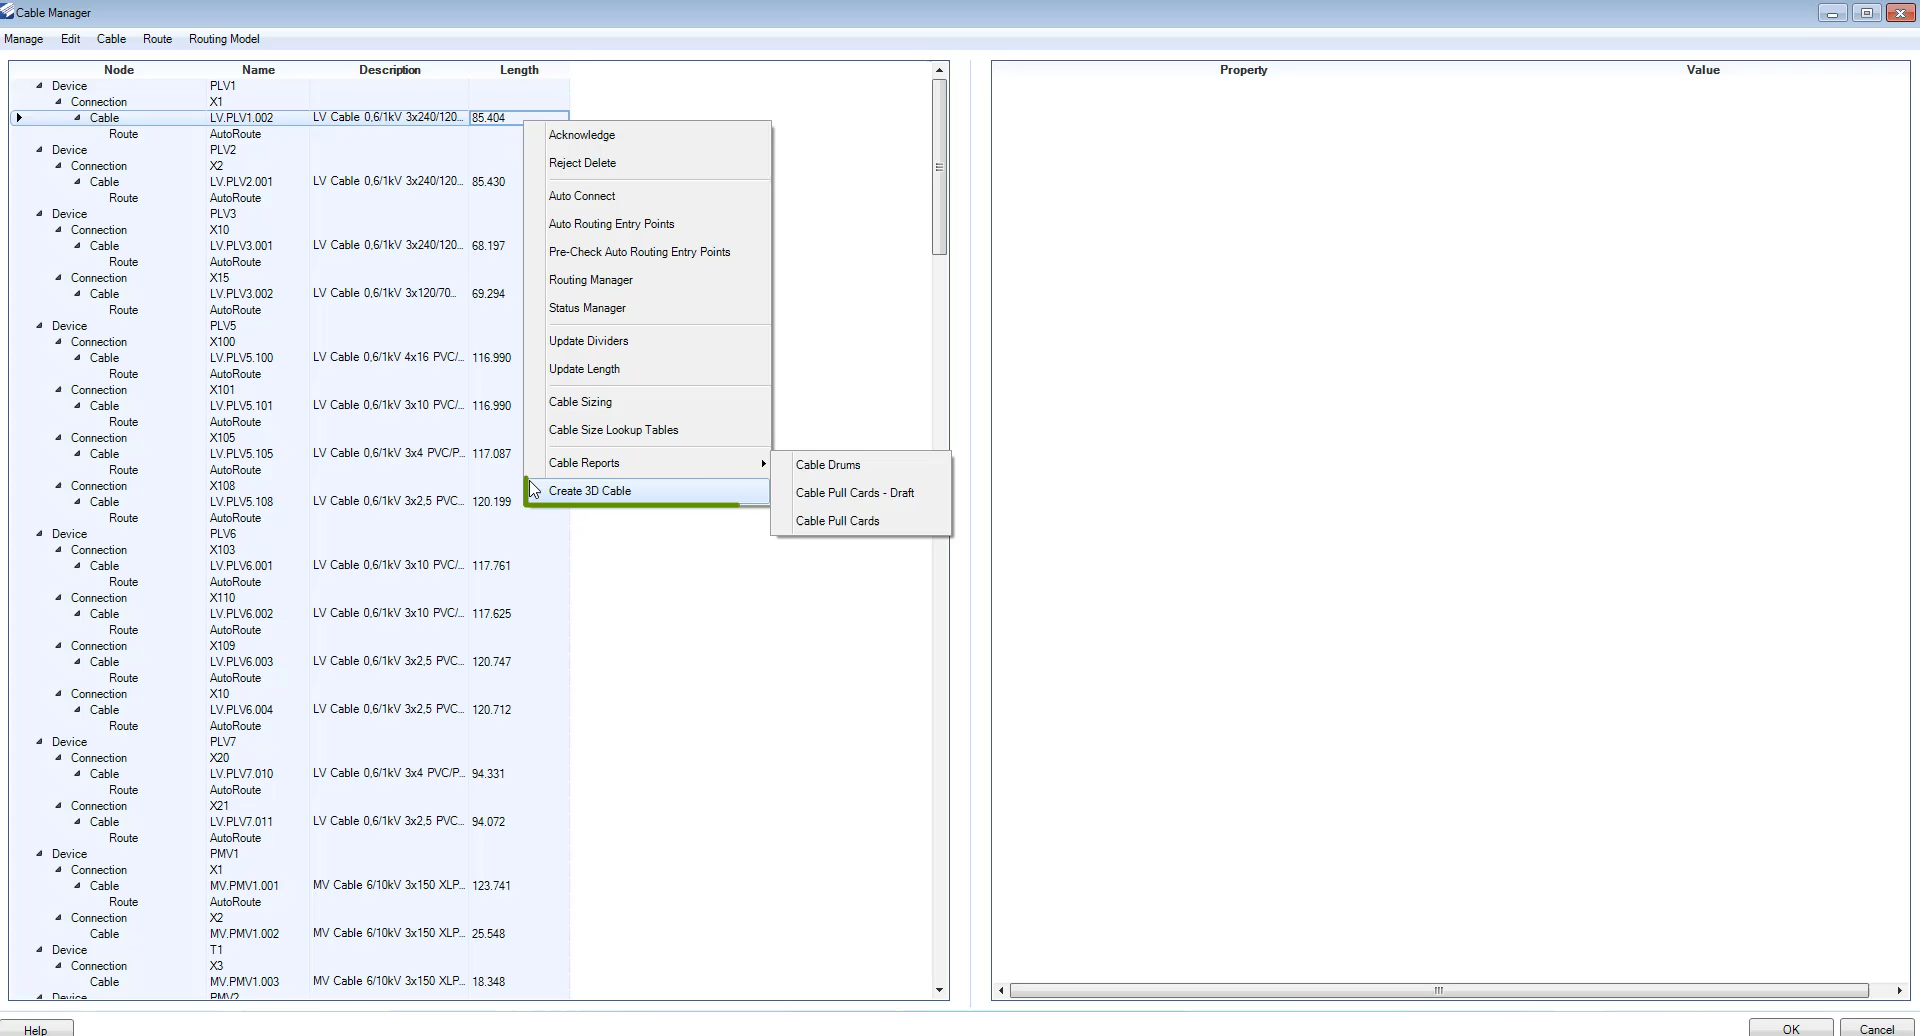 Cable Manager
Manage Edit Cable Route Routing Model
Node Name Description Length
Device PLV1
Connection X1
Cable LV.PLV1.002 LV Cable 0,6/1kV 3x240/120... 85.404
Route AutoRoute
Device PLV2
Connection X2
Cable LV.PLV2.001 LV Cable 0,6/1kV 3x240/120... 85.430
Route AutoRoute
Device PLV3
Connection X10
Cable LV.PLV3.001 LV Cable 0,6/1kV 3x240/120... 68.197
Route AutoRoute
Connection X15
Cable LV.PLV3.002 LV Cable 0,6/1kV 3x120/70... 69.294
Route AutoRoute
Device PLV5
Connection X100
Cable LV.PLV5.100 LV Cable 0,6/1kV 4x16 PVC/... 116.990
Route AutoRoute
Connection X101
Cable LV.PLV5.101 LV Cable 0,6/1kV 3x10 PVC/... 116.990
Route AutoRoute
Connection X105
Cable LV.PLV5.105 LV Cable 0,6/1kV 3x4 PVC/P... 117.087
Route AutoRoute
Connection X108
Cable LV.PLV5.108 LV Cable 0,6/1kV 3x2,5 PVC... 120.199
Route AutoRoute
Device PLV6
Connection X103
Cable LV.PLV6.001 LV Cable 0,6/1kV 3x10 PVC/... 117.761
Route AutoRoute
Connection X110
Cable LV.PLV6.002 LV Cable 0,6/1kV 3x10 PVC/... 117.625
Route AutoRoute
Connection X109
Cable LV.PLV6.003 LV Cable 0,6/1kV 3x2,5 PVC... 120.747
Route AutoRoute
Connection X10
Cable LV.PLV6.004 LV Cable 0,6/1kV 3x2,5 PVC... 120.712
Route AutoRoute
Device PLV7
Connection X20
Cable LV.PLV7.010 LV Cable 0,6/1kV 3x4 PVC/P... 94.331
Route AutoRoute
Connection X21
Cable LV.PLV7.011 LV Cable 0,6/1kV 3x2,5 PVC... 94.072
Route AutoRoute
Device PMV1
Connection X1
Cable MV.PMV1.001 MV Cable 6/10kV 3x150 XLP... 123.741
Route AutoRoute
Connection X2
Cable MV.PMV1.002 MV Cable 6/10kV 3x150 XLP... 25.548
Device T1
Connection X3
Cable MV.PMV1.003 MV Cable 6/10kV 3x150 XLP... 18.348
Device PMV2
Acknowledge
Reject Delete
Auto Connect
Auto Routing Entry Points
Pre-Check Auto Routing Entry Points
Routing Manager
Status Manager
Update Dividers
Update Length
Cable Sizing
Cable Size Lookup Tables
Cable Reports
Create 3D Cable
Cable Drums
Cable Pull Cards - Draft
Cable Pull Cards
Property Value
Help OK Cancel